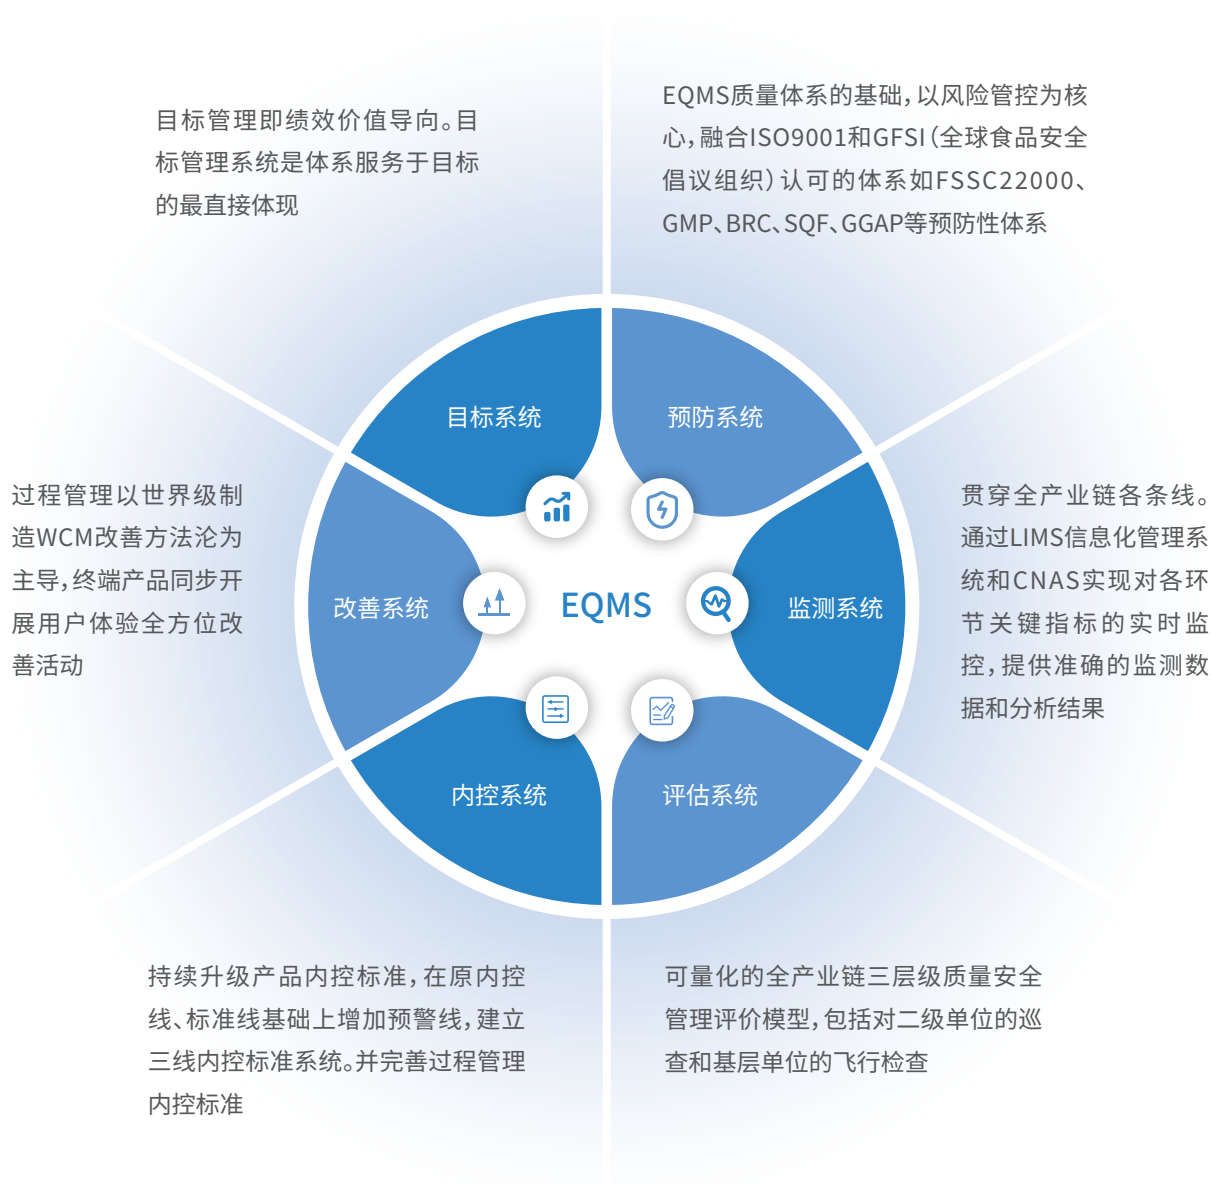 目标管理即绩效价值导向。目
标管理系统是体系服务于目标
的最直接体现
EQMS质量体系的基础，以风险管控为核
心，融合ISO9001和GFSI（全球食品安全
倡议组织）认可的体系如FSSC22000、
GMP、BRC、SQF、GGAP等预防性体系
目标系统
预防系统
过程管理以世界级制
造WCM改善方法沦为
主导，终端产品同步开
展用户体验全方位改
善活动
改善系统
EQMS
监测系统
贯穿全产业链各条线。
通过LIMS信息化管理系
统和CNAS实现对各环
节关键指标的实时监
控，提供准确的监测数
据和分析结果
内控系统
评估系统
持续升级产品内控标准，在原内控
线、标准线基础上增加预警线，建立
三线内控标准系统。并完善过程管理
内控标准
可量化的全产业链三层级质量安全
管理评价模型，包括对二级单位的巡
查和基层单位的飞行检查